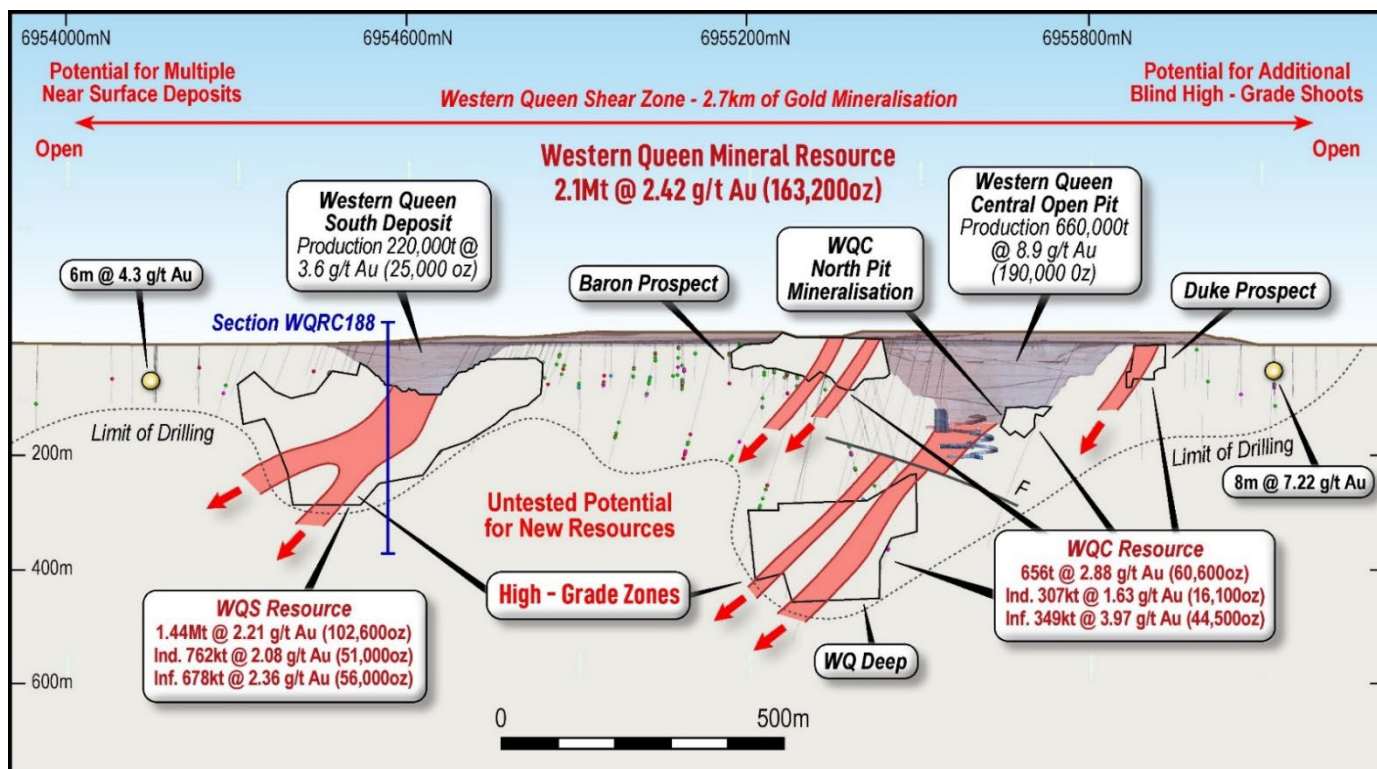 6954000mN
6954600mN
6955200mN
6955800mN
Potential for Multiple
Near Surface Deposits
Western Queen Shear Zone - 2.7km of Gold Mineralisation
Potential for Additional
Blind High - Grade Shoots
Open
Open
Western Queen Mineral Resource
2.1Mt @ 2.42 g/t Au (163,200oz)
Western Queen
South Deposit
Production 220,000t @
3.6 g/t Au (25,000 oz)
Western Queen
Central Open Pit
Production 660,000t
@ 8.9 g/t Au
(190,000 0z)
WQC
North Pit
Mineralisation
6m @ 4.3 g/t Au
Baron Prospect
Duke Prospect
Section WQRC188
Limit of Drilling
Limit of Drilling
200m
8m @ 7.22 g/t Au
F
Untested Potential
for New Resources
400m
High - Grade Zones
WQS Resource
1.44Mt @ 2.21 g/t Au (102,600oz)
Ind. 762kt @ 2.08 g/t Au (51,000oz)
Inf. 678kt @ 2.36 g/t Au (56,000oz)
WQC Resource
656t @ 2.88 g/t Au (60,600oz)
Ind. 307kt @ 1.63 g/t Au (16,100oz)
Inf. 349kt @ 3.97 g/t Au (44,500oz)
WQ Deep
600m
0
500m